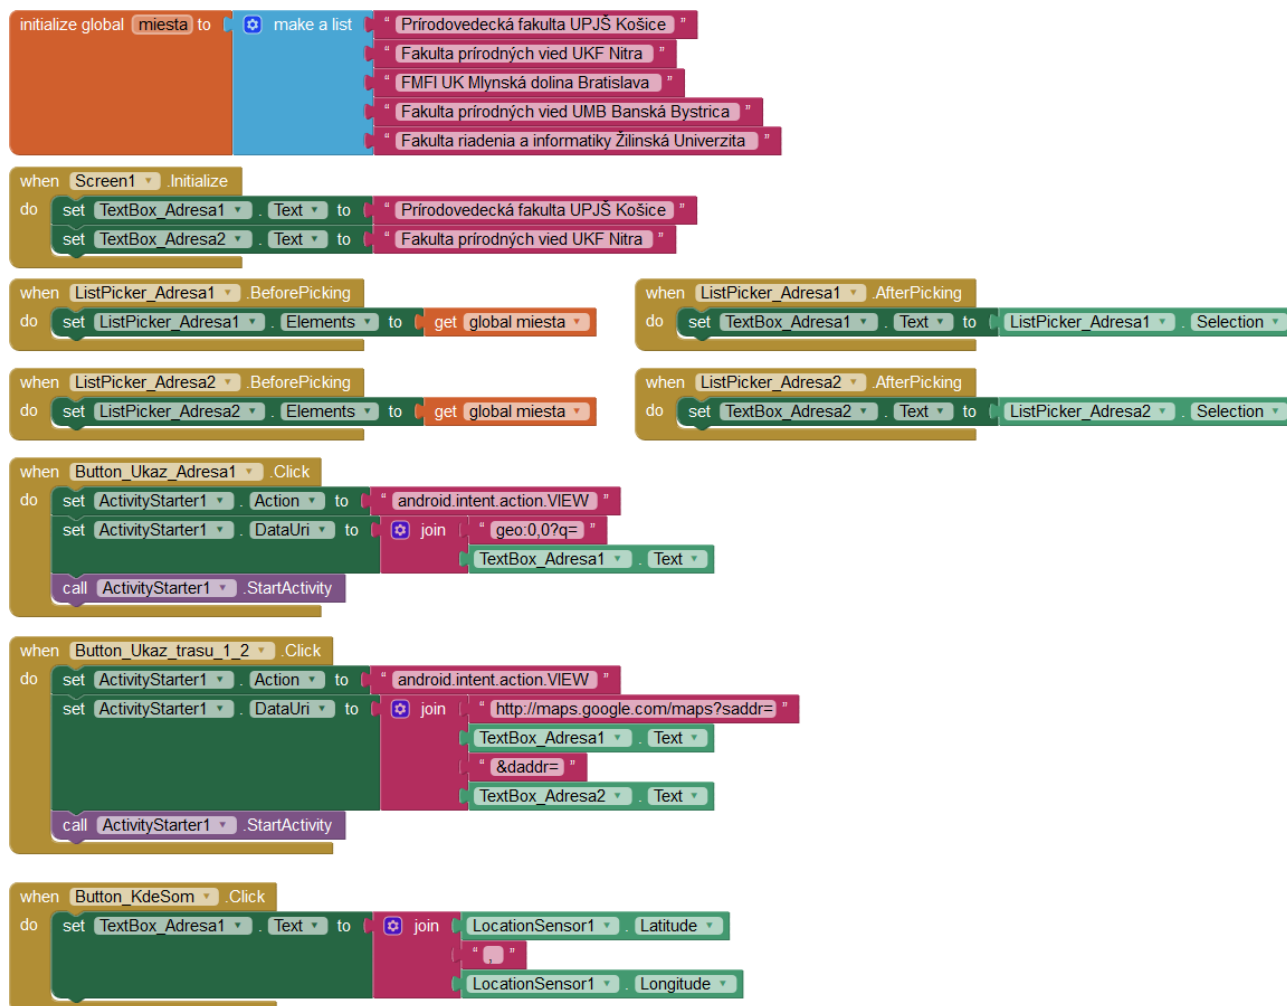 initialize global miesta to make a list " Prírodovedecká fakulta UPJŠ Košice "
" Fakulta prírodných vied UKF Nitra "
" FMFI UK Mlynská dolina Bratislava "
" Fakulta prírodných vied UMB Banská Bystrica "
" Fakulta riadenia a informatiky Žilinská Univerzita "
when Screen1 .Initialize
do set TextBox_Adresa1 . Text to " Prírodovedecká fakulta UPJŠ Košice "
set TextBox_Adresa2 . Text to " Fakulta prírodných vied UKF Nitra "
when ListPicker_Adresa1 .BeforePicking
do set ListPicker_Adresa1 . Elements to get global miesta
when ListPicker_Adresa1 .AfterPicking
do set TextBox_Adresa1 . Text to ListPicker_Adresa1 . Selection
when ListPicker_Adresa2 .BeforePicking
do set ListPicker_Adresa2 . Elements to get global miesta
when ListPicker_Adresa2 .AfterPicking
do set TextBox_Adresa2 . Text to ListPicker_Adresa2 . Selection
when Button_Ukaz_Adresa1 .Click
do set ActivityStarter1 . Action to " android.intent.action.VIEW "
set ActivityStarter1 . DataUri to join " geo:0,0?q= "
TextBox_Adresa1 . Text
call ActivityStarter1 .StartActivity
when Button_Ukaz_trasu_1_2 .Click
do set ActivityStarter1 . Action to " android.intent.action.VIEW "
set ActivityStarter1 . DataUri to join " http://maps.google.com/maps?saddr= "
TextBox_Adresa1 . Text
" &daddr= "
TextBox_Adresa2 . Text
call ActivityStarter1 .StartActivity
when Button_KdeSom .Click
do set TextBox_Adresa1 . Text to join LocationSensor1 . Latitude
" , "
LocationSensor1 . Longitude